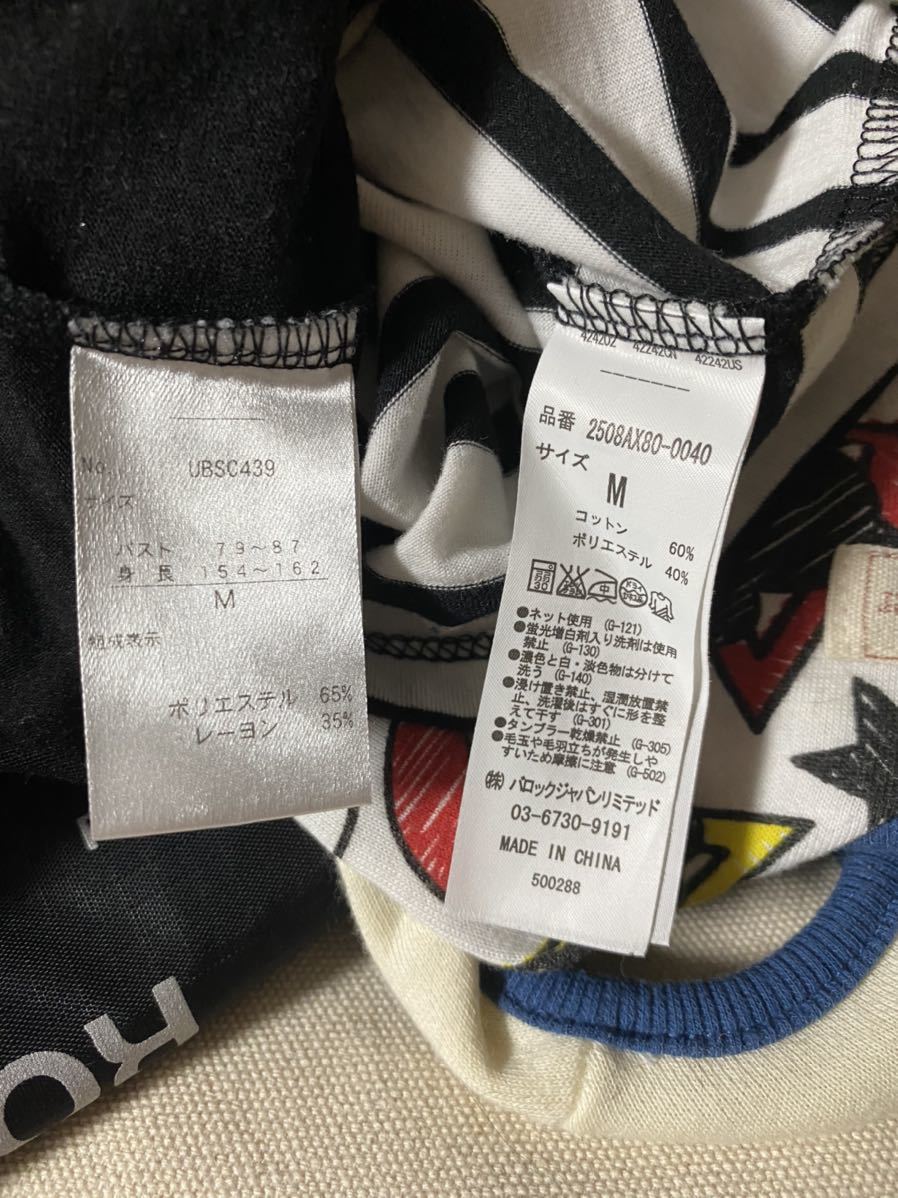 No. UBSC439
サイズ
バスト 79～87
身長 154～162
M
組成表示
ポリエステル 65%
レーヨン 35%
42420Z 42242CN 42242US
品番 2508AX80-0040
サイズ
M
コットン 60%
ポリエステル 40%
弱
30
中
●ネット使用 (G-121)
●蛍光増白剤入り洗剤は使用
禁止 (G-130)
●濃色と白・淡色物は分けて
洗う (G-140)
●浸け置き禁止、湿潤放置禁
止、洗濯後はすぐに形を整
えて干す (G-301)
●タンブラー乾燥禁止 (G-305)
●毛玉や毛羽立ちが発生しや
すいため摩擦に注意 (G-502)
(株) バロックジャパンリミテッド
03-6730-9191
MADE IN CHINA
500288
RO